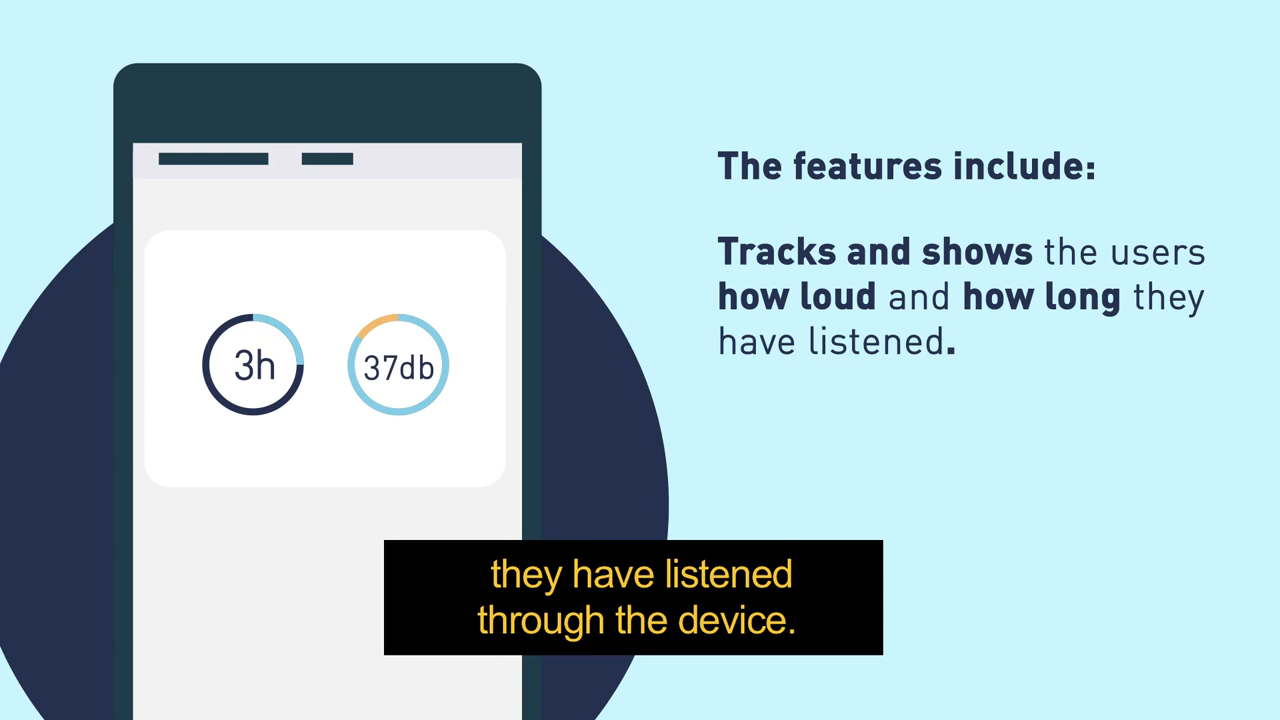 The features include:
Tracks and shows the users
how loud and how long they
have listened.
3h
37db
they have listened
through the device.